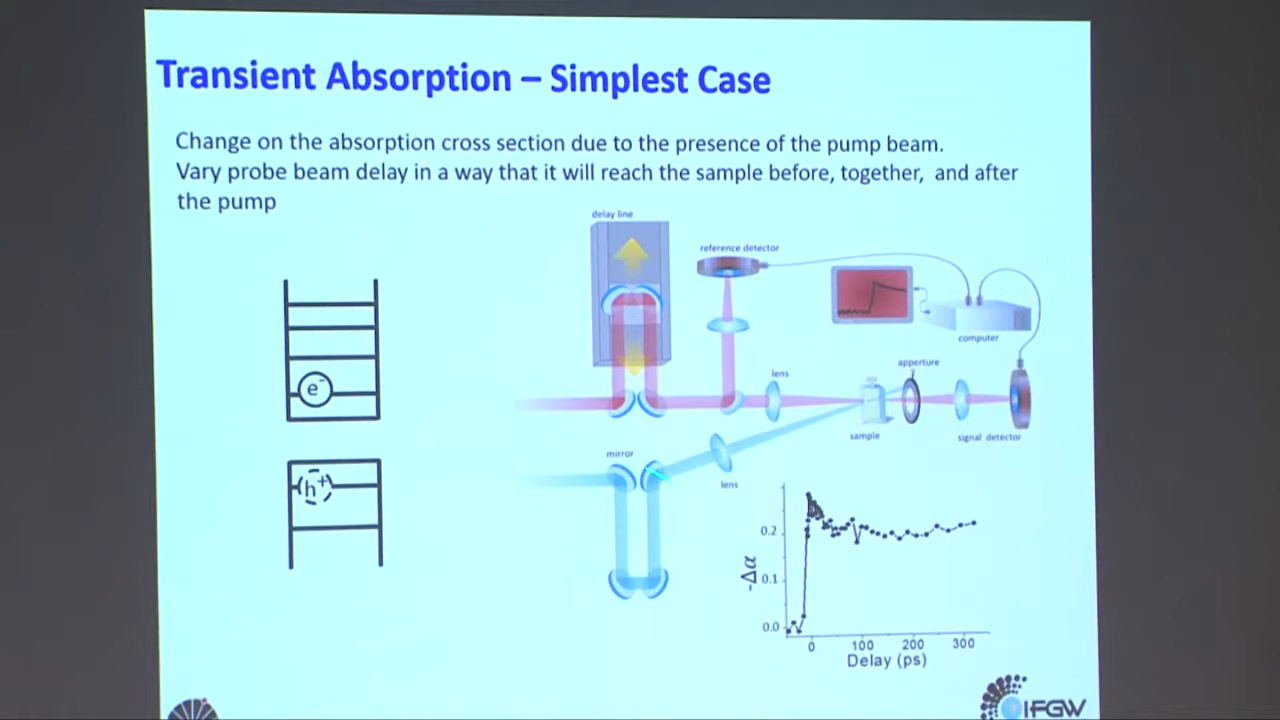 Transient Absorption – Simplest Case
Change on the absorption cross section due to the presence of the pump beam.
Vary probe beam delay in a way that it will reach the sample before, together, and after
the pump
delay line
reference detector
computer
apperture
lens
sample
signal detector
mirror
lens
e⁻
h⁺
-Δα
0.2
0.1
0.0
0
100
200
300
Delay (ps)
IFGW